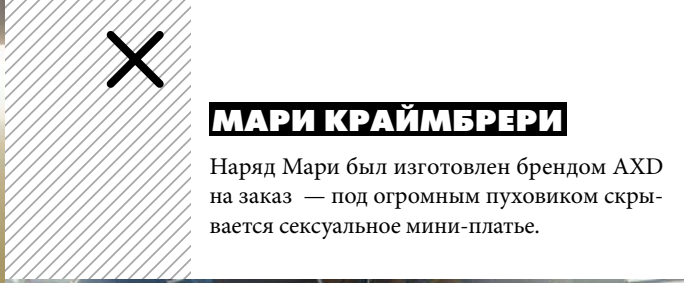 МАРИ КРАЙМБРЕРИ
Наряд Мари был изготовлен брендом AXD
на заказ — под огромным пуховиком скры-
вается сексуальное мини-платье.